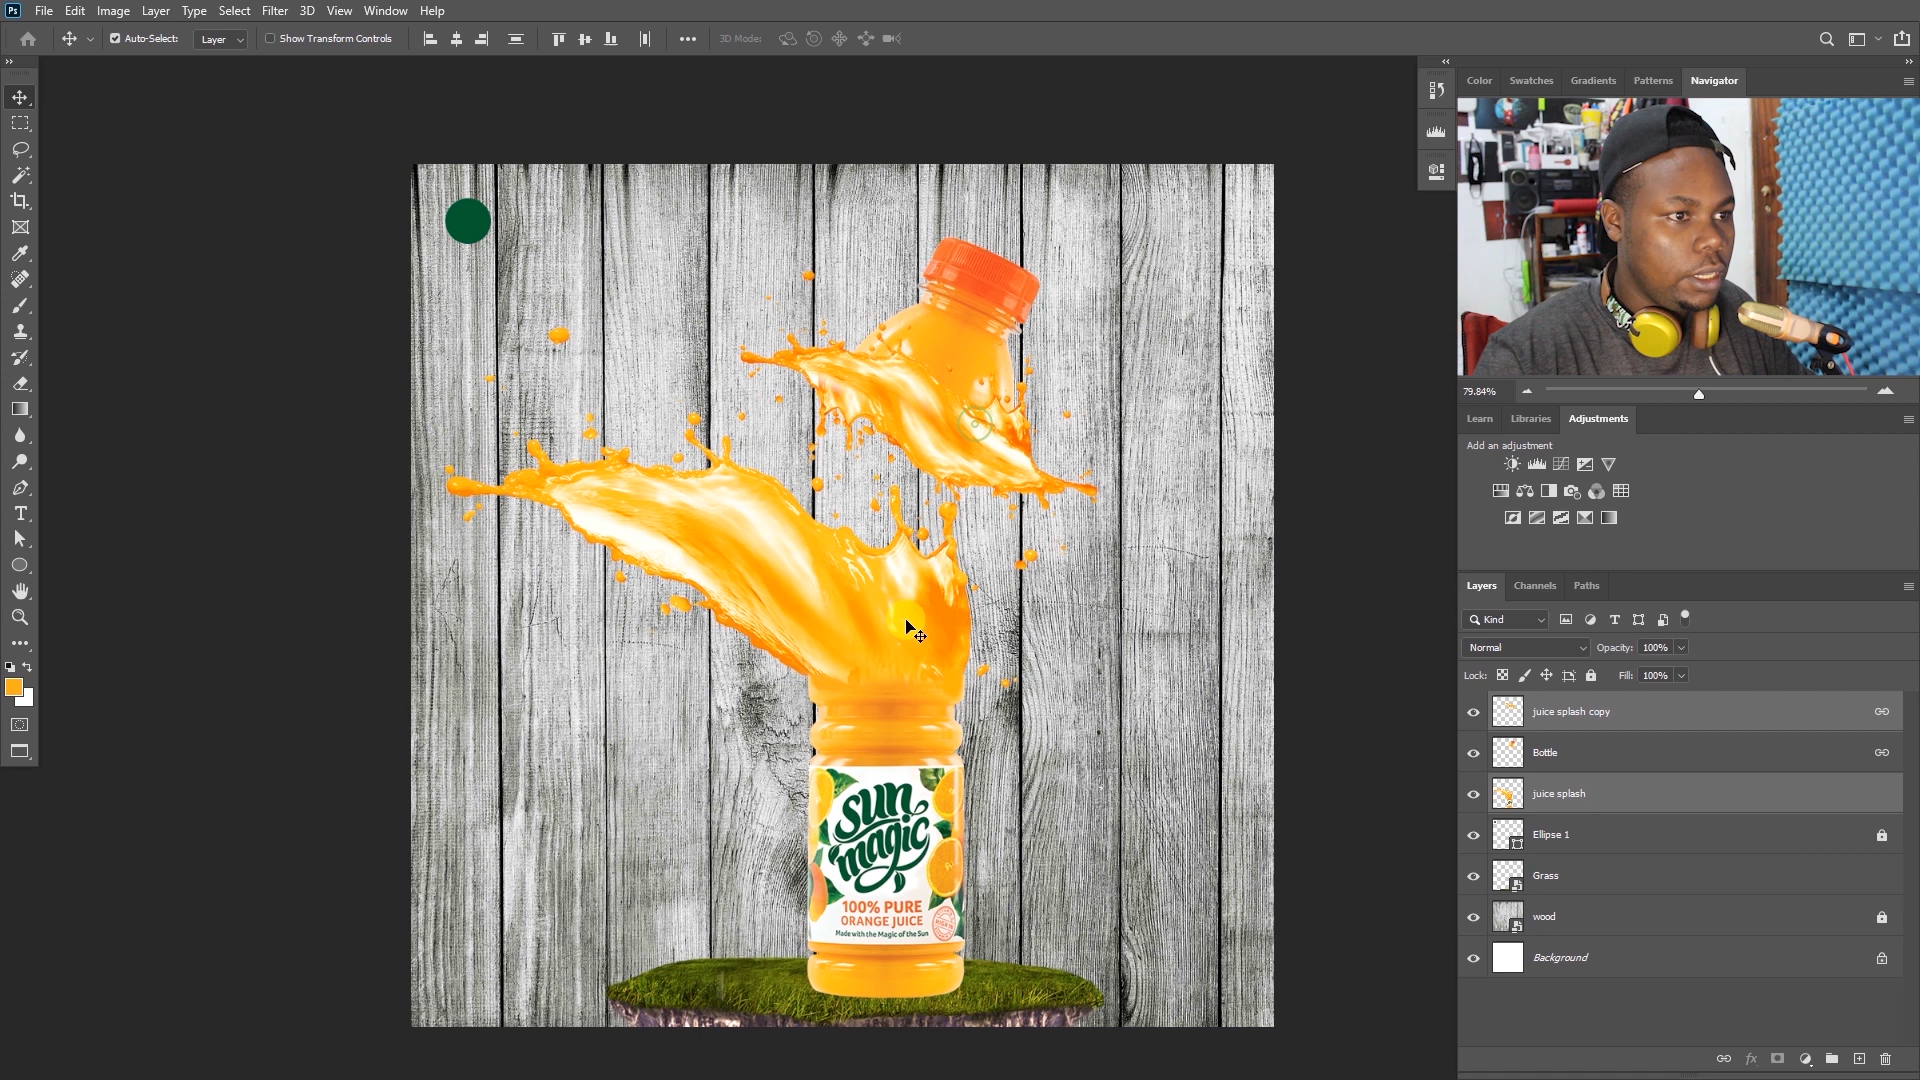 Ps File Edit Image Layer Type Select Filter 3D View Window Help
Auto-Select: Layer Show Transform Controls 3D Mode:
Color Swatches Gradients Patterns Navigator
79.84%
Learn Libraries Adjustments
Add an adjustment
Layers Channels Paths
Kind
Normal Opacity: 100%
Lock: Fill: 100%
juice splash copy
Bottle
juice splash
Ellipse 1
Grass
wood
Background
sun
magic
100% PURE
ORANGE JUICE
Made with the Magic of the Sun